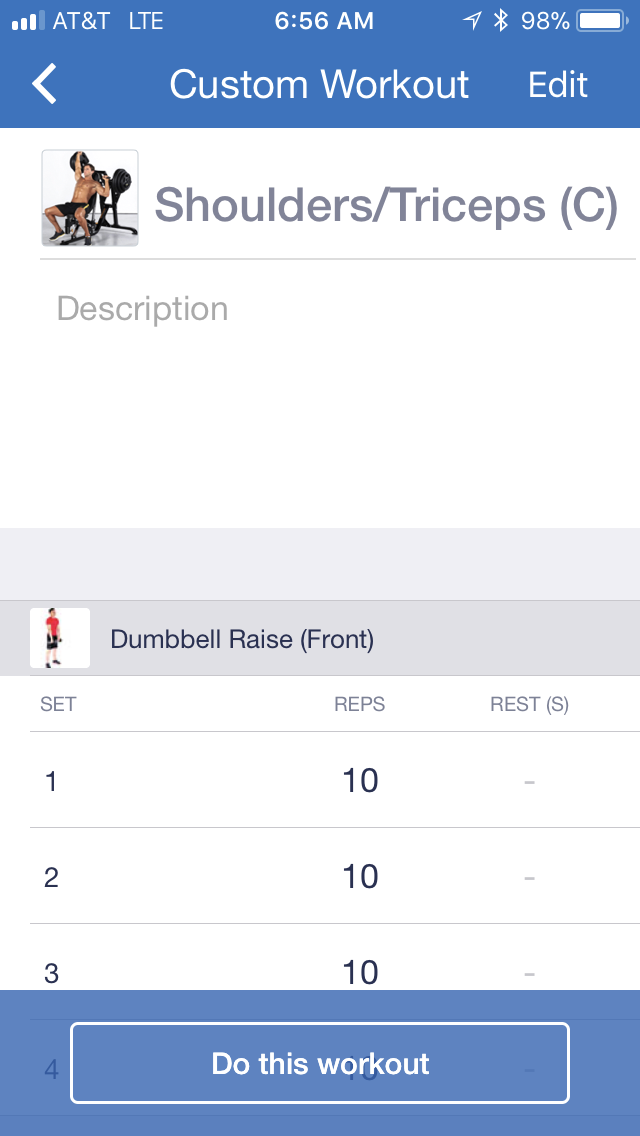 AT&T LTE 6:56 AM 98%
Custom Workout Edit
Shoulders/Triceps (C)
Description
Dumbbell Raise (Front)
SET REPS REST (S)
1 10 -
2 10 -
3 10 -
4 10 -
Do this workout